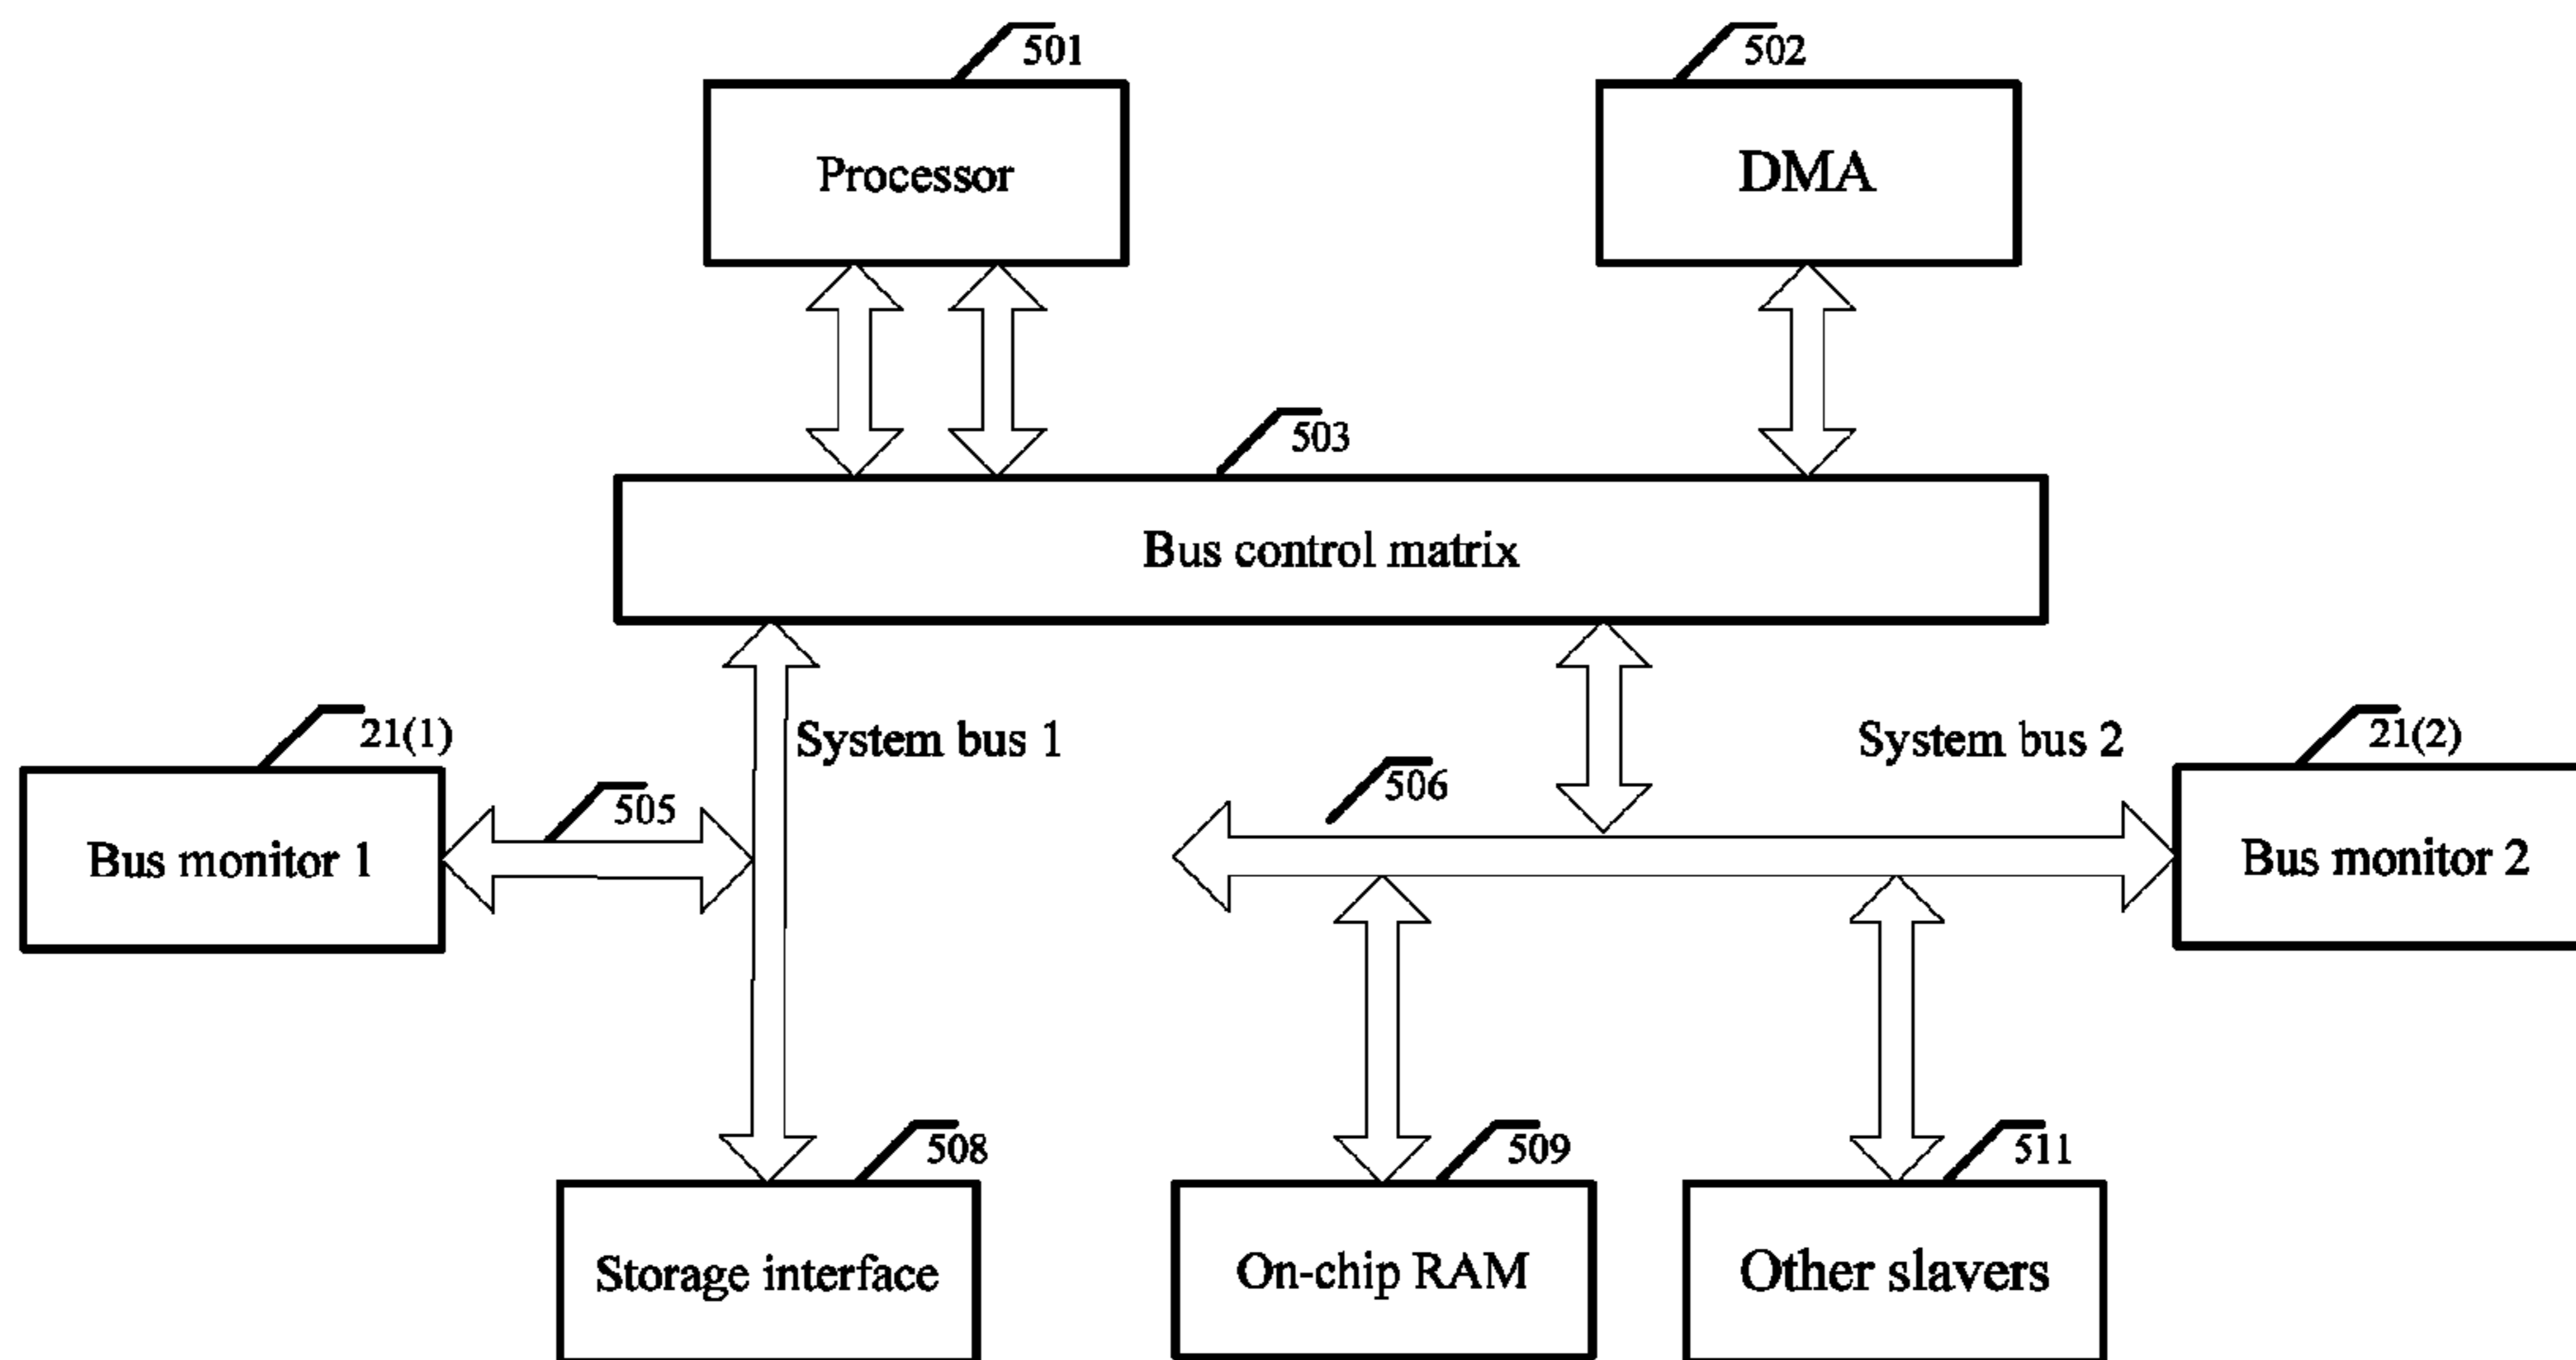 501
502
Processor
DMA
503
Bus control matrix
21(1)
System bus 1
System bus 2
21(2)
505
506
Bus monitor 1
Bus monitor 2
508
509
511
Storage interface
On-chip RAM
Other slavers